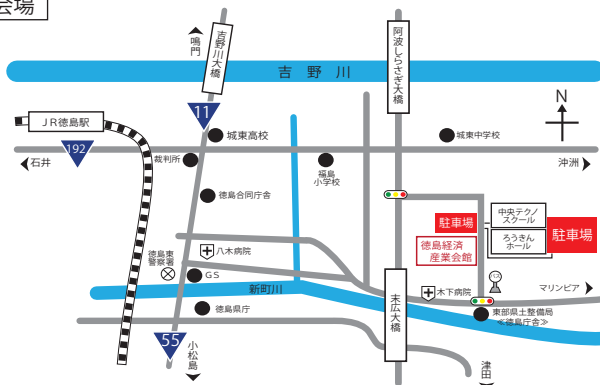 会場
鳴門
吉野川大橋
阿波しらさぎ大橋
吉野川
N
JR徳島駅
11
城東高校
城東中学校
192
石井
裁判所
福島
小学校
沖洲
徳島合同庁舎
中央テクノ
スクール
駐車場
ろうきん
ホール
駐車場
徳島経済
産業会館
八木病院
徳島東
警察署
GS
バス
新町川
木下病院
マリンピア
末広大橋
徳島県庁
東部県土整備局
≪徳島庁舎≫
55
小松島
津田